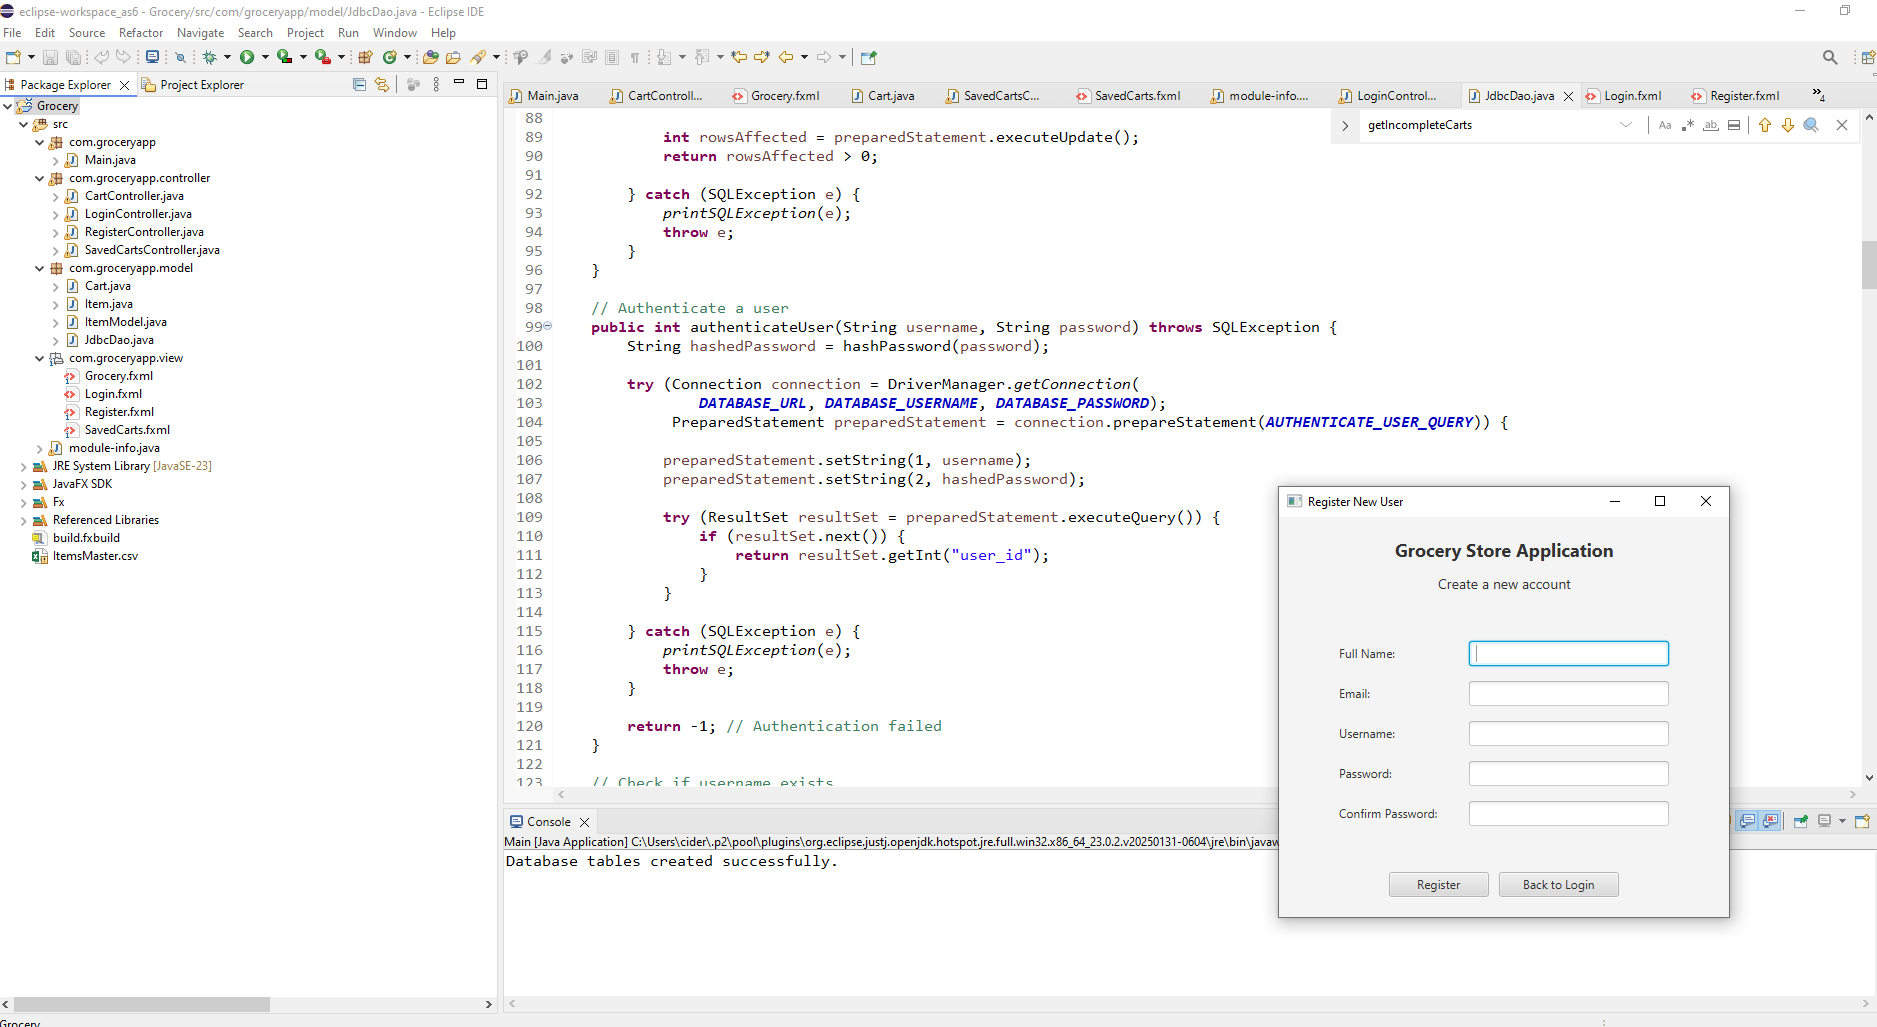 eclipse-workspace_as6 - Grocery/src/com/groceryapp/model/JdbcDao.java - Eclipse IDE
File Edit Source Refactor Navigate Search Project Run Window Help
Package Explorer Project Explorer
Grocery
src
com.groceryapp
Main.java
com.groceryapp.controller
CartController.java
LoginController.java
RegisterController.java
SavedCartsController.java
com.groceryapp.model
Cart.java
Item.java
ItemModel.java
JdbcDao.java
com.groceryapp.view
Grocery.fxml
Login.fxml
Register.fxml
SavedCarts.fxml
module-info.java
JRE System Library [JavaSE-23]
JavaFX SDK
Fx
Referenced Libraries
build.fxbuild
ItemsMaster.csv
Main.java CartControll... Grocery.fxml Cart.java SavedCartsC... SavedCarts.fxml module-info.... LoginControl... JdbcDao.java Login.fxml Register.fxml »4
getIncompleteCarts Aa .* ab
88
89 int rowsAffected = preparedStatement.executeUpdate();
90 return rowsAffected > 0;
91
92 } catch (SQLException e) {
93 printSQLException(e);
94 throw e;
95 }
96 }
97
98 // Authenticate a user
99 public int authenticateUser(String username, String password) throws SQLException {
100 String hashedPassword = hashPassword(password);
101
102 try (Connection connection = DriverManager.getConnection(
103 DATABASE_URL, DATABASE_USERNAME, DATABASE_PASSWORD);
104 PreparedStatement preparedStatement = connection.prepareStatement(AUTHENTICATE_USER_QUERY)) {
105
106 preparedStatement.setString(1, username);
107 preparedStatement.setString(2, hashedPassword);
108
109 try (ResultSet resultSet = preparedStatement.executeQuery()) {
110 if (resultSet.next()) {
111 return resultSet.getInt("user_id");
112 }
113 }
114
115 } catch (SQLException e) {
116 printSQLException(e);
117 throw e;
118 }
119
120 return -1; // Authentication failed
121 }
122
123 // Check if username exists
Console
Main [Java Application] C:\Users\cider\.p2\pool\plugins\org.eclipse.justj.openjdk.hotspot.jre.full.win32.x86_64_23.0.2.v20250131-0604\jre\bin\javaw
Database tables created successfully.
Register New User
Grocery Store Application
Create a new account
Full Name:
Email:
Username:
Password:
Confirm Password:
Register Back to Login
Grocery